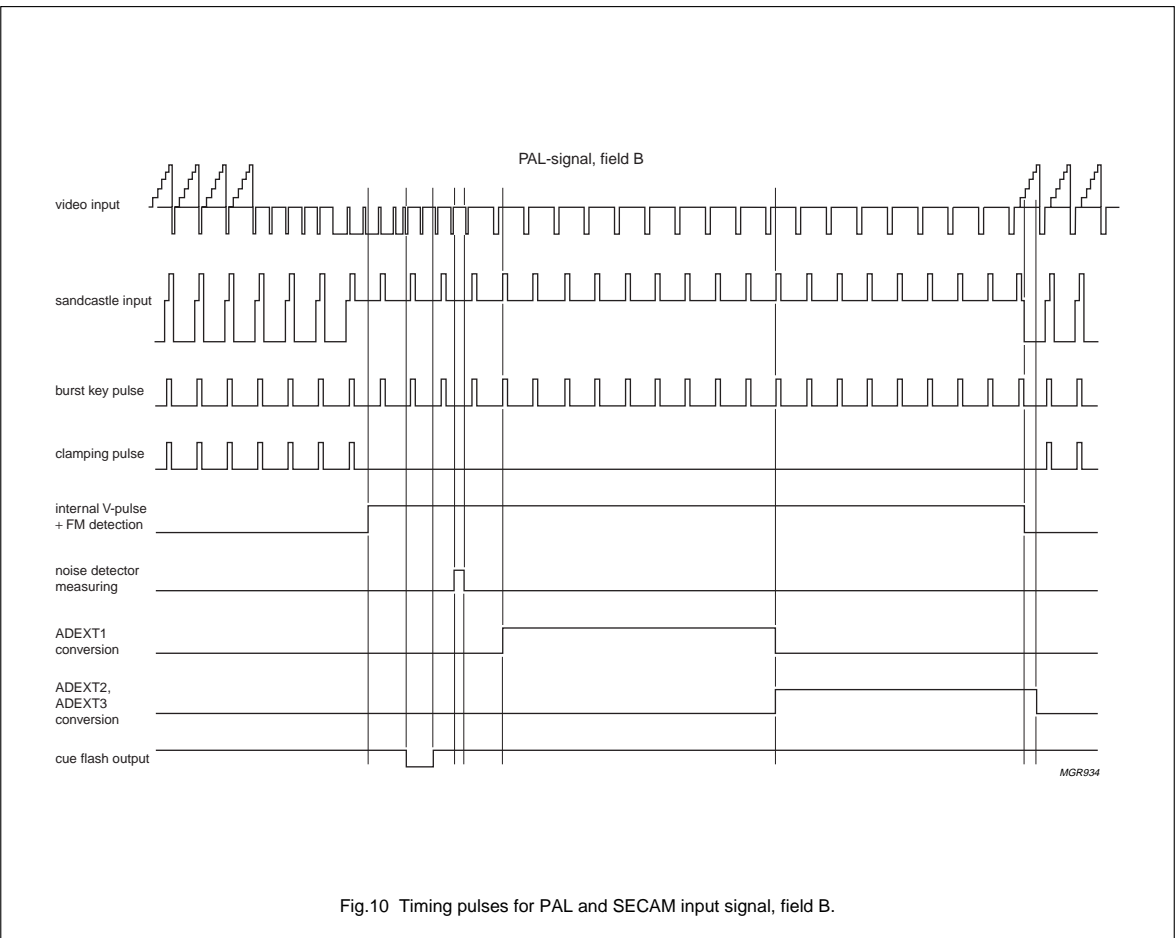 PAL-signal, field B
video input
sandcastle input
burst key pulse
clamping pulse
internal V-pulse
+ FM detection
noise detector
measuring
ADEXT1
conversion
ADEXT2,
ADEXT3
conversion
cue flash output
MGR934
Fig.10 Timing pulses for PAL and SECAM input signal, field B.